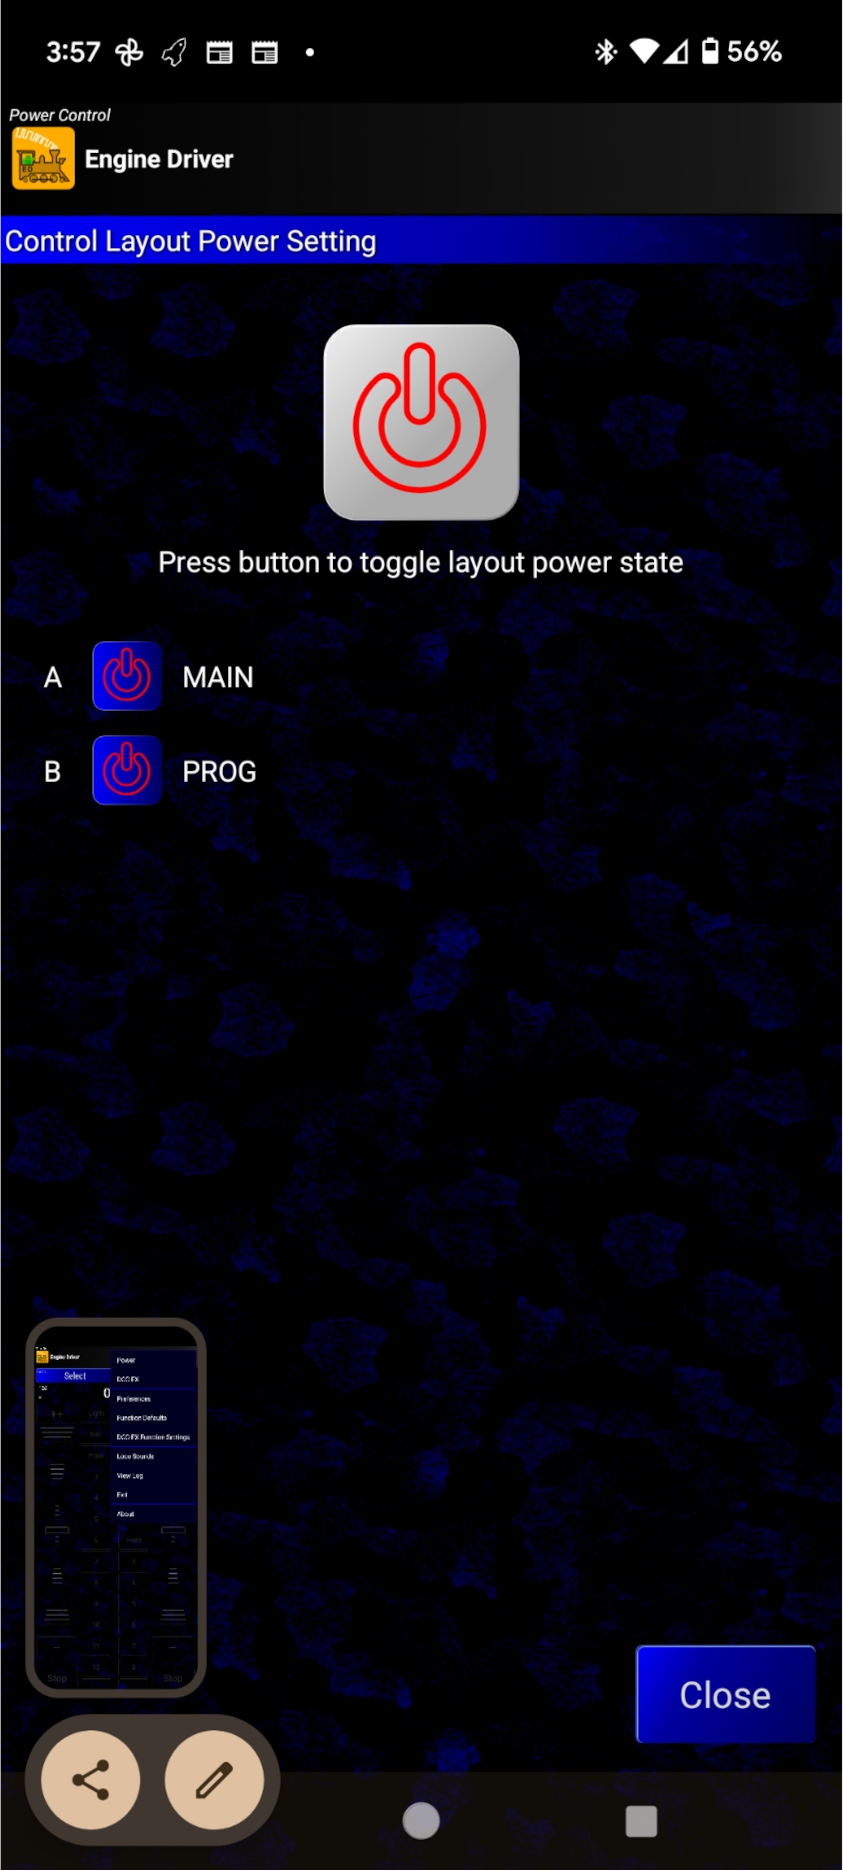 3:57
56%
Power Control
Engine Driver
Control Layout Power Setting
Press button to toggle layout power state
A MAIN
B PROG
Engine Driver
Select
0
Power
DCC-EX
Preferences
Function Defaults
DCC-EX Function Settings
Loco Sounds
View Log
Exit
About
Stop
Stop
Close